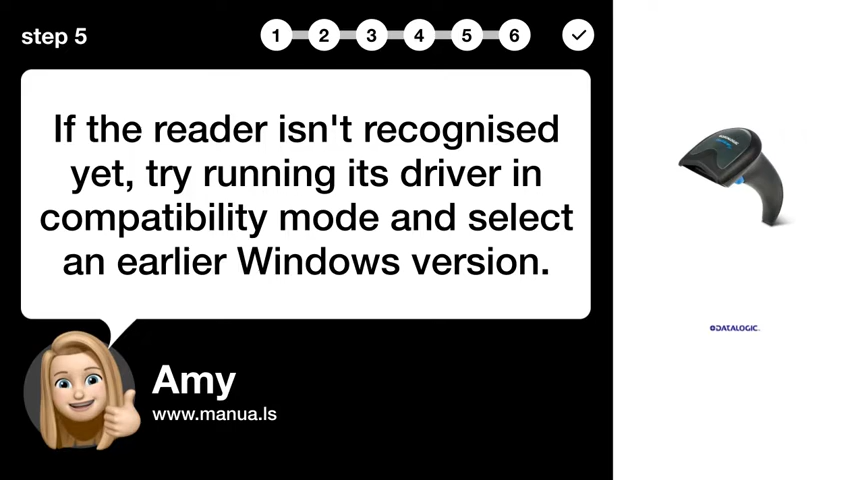 step 5
1 2 3 4 5 6
If the reader isn't recognised
yet, try running its driver in
compatibility mode and select
an earlier Windows version.
Amy
www.manua.ls
DATALOGIC